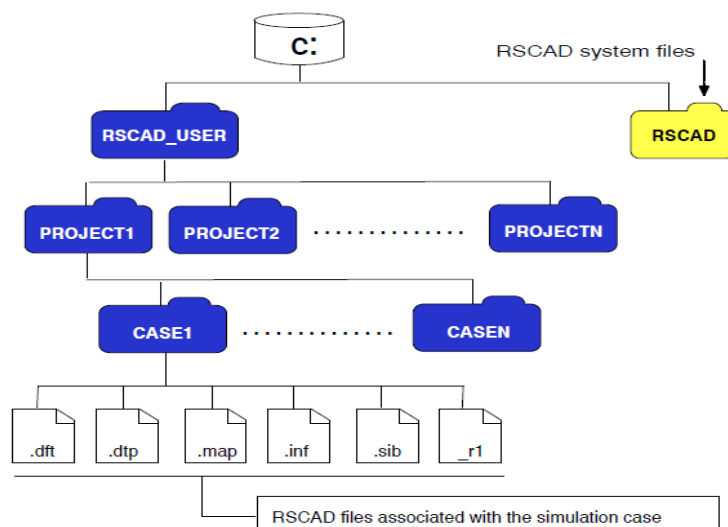 C:
RSCAD system files
RSCAD_USER
RSCAD
PROJECT1
PROJECT2
..............
PROJECTN
CASE1
..............
CASEN
.dft
.dtp
.map
.inf
.sib
_r1
RSCAD files associated with the simulation case